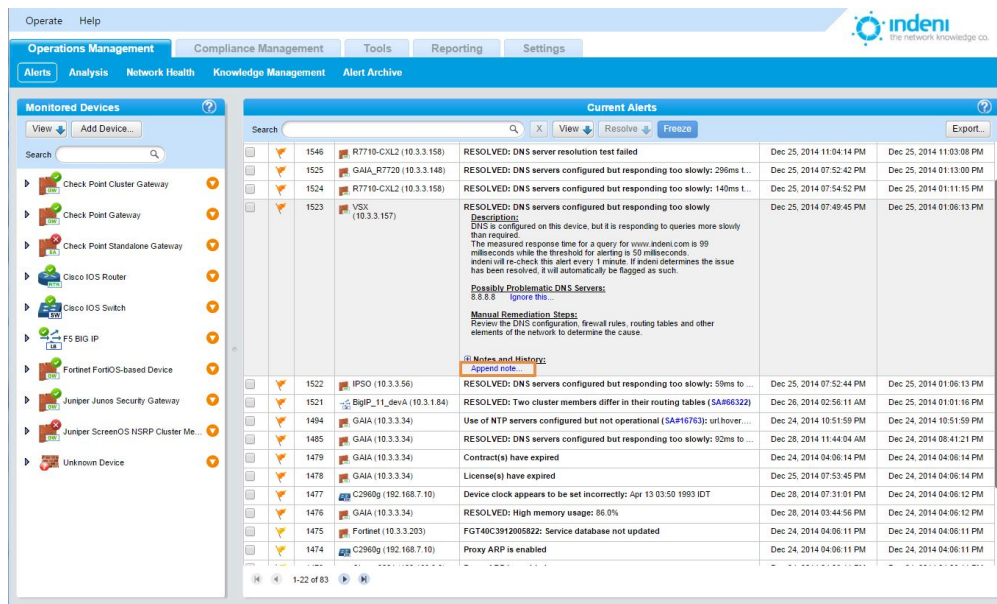 Operate Help
indeni
the network knowledge co.
Operations Management Compliance Management Tools Reporting Settings
Alerts Analysis Network Health Knowledge Management Alert Archive
Monitored Devices ?
View Add Device...
Search
Check Point Cluster Gateway
Check Point Gateway
Check Point Standalone Gateway
Cisco IOS Router
Cisco IOS Switch
F5 BIG IP
Fortinet FortiOS-based Device
Juniper Junos Security Gateway
Juniper ScreenOS NSRP Cluster Me...
Unknown Device
Current Alerts ?
Search X View Resolve Freeze Export...
1546 R7710-CXL2 (10.3.3.158) RESOLVED: DNS server resolution test failed Dec 25, 2014 11:04:14 PM Dec 25, 2014 11:03:08 PM
1525 GAIA_R7720 (10.3.3.148) RESOLVED: DNS servers configured but responding too slowly: 296ms t... Dec 25, 2014 07:52:42 PM Dec 25, 2014 01:13:00 PM
1524 R7710-CXL2 (10.3.3.158) RESOLVED: DNS servers configured but responding too slowly: 140ms t... Dec 25, 2014 07:54:52 PM Dec 25, 2014 01:11:15 PM
1523 VSX RESOLVED: DNS servers configured but responding too slowly Dec 25, 2014 07:49:45 PM Dec 25, 2014 01:06:13 PM
(10.3.3.157)
Description:
DNS is configured on this device, but it is responding to queries more slowly
than required.
The measured response time for a query for www.indeni.com is 99
milliseconds while the threshold for alerting is 50 milliseconds.
indeni will re-check this alert every 1 minute. If indeni determines the issue
has been resolved, it will automatically be flagged as such.
Possibly Problematic DNS Servers:
8.8.8.8 Ignore this...
Manual Remediation Steps:
Review the DNS configuration, firewall rules, routing tables and other
elements of the network to determine the cause.
Notes and History:
Append note...
1522 IPSO (10.3.3.56) RESOLVED: DNS servers configured but responding too slowly: 59ms to ... Dec 25, 2014 07:52:44 PM Dec 25, 2014 01:06:13 PM
1521 BigIP_11_devA (10.3.1.84) RESOLVED: Two cluster members differ in their routing tables (SA#66322) Dec 26, 2014 02:56:11 AM Dec 25, 2014 01:01:16 PM
1494 GAIA (10.3.3.34) Use of NTP servers configured but not operational (SA#16763): url.hover.... Dec 24, 2014 10:51:59 PM Dec 24, 2014 10:51:59 PM
1485 GAIA (10.3.3.34) RESOLVED: DNS servers configured but responding too slowly: 92ms to ... Dec 28, 2014 11:44:04 AM Dec 24, 2014 08:41:21 PM
1479 GAIA (10.3.3.34) Contract(s) have expired Dec 24, 2014 04:06:14 PM Dec 24, 2014 04:06:14 PM
1478 GAIA (10.3.3.34) License(s) have expired Dec 25, 2014 07:53:45 PM Dec 24, 2014 04:06:14 PM
1477 C2960g (192.168.7.10) Device clock appears to be set incorrectly: Apr 13 03:50 1993 IDT Dec 28, 2014 07:31:01 PM Dec 24, 2014 04:06:12 PM
1476 GAIA (10.3.3.34) RESOLVED: High memory usage: 86.0% Dec 28, 2014 03:44:56 PM Dec 24, 2014 04:06:12 PM
1475 Fortinet (10.3.3.203) FGT40C3912005822: Service database not updated Dec 24, 2014 04:06:11 PM Dec 24, 2014 04:06:11 PM
1474 C2960g (192.168.7.10) Proxy ARP is enabled Dec 24, 2014 04:06:11 PM Dec 24, 2014 04:06:11 PM
1-22 of 83